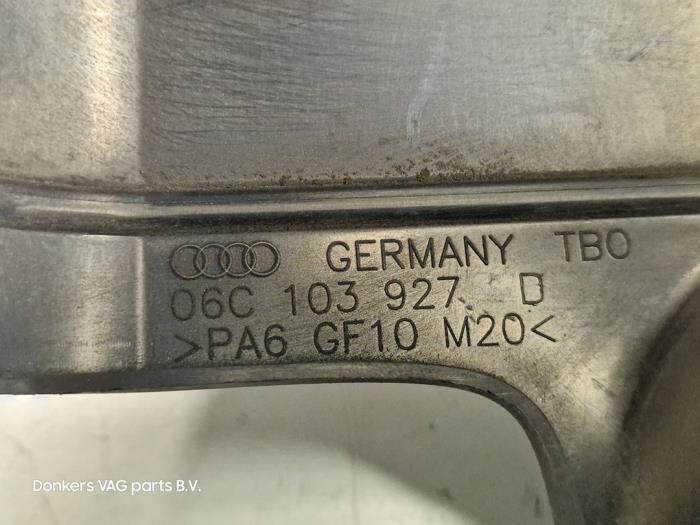 GERMANY TBO
06C 103 927 D
>PA6 GF10 M20<
Donkers VAG parts B.V.